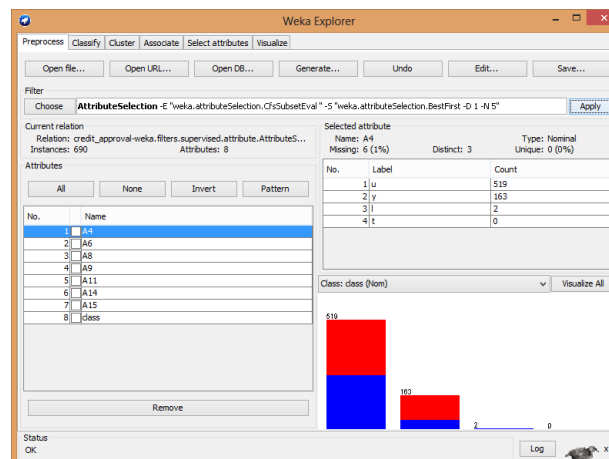 Weka Explorer
Preprocess Classify Cluster Associate Select attributes Visualize
Open file... Open URL... Open DB... Generate... Undo Edit... Save...
Filter
Choose AttributeSelection -E "weka.attributeSelection.CfsSubsetEval " -S "weka.attributeSelection.BestFirst -D 1 -N 5" Apply
Current relation
Relation: credit_approval-weka.filters.supervised.attribute.AttributeS...
Instances: 690 Attributes: 8
Attributes
All None Invert Pattern
No. Name
1 A4
2 A6
3 A8
4 A9
5 A11
6 A14
7 A15
8 class
Remove
Selected attribute
Name: A4 Type: Nominal
Missing: 6 (1%) Distinct: 3 Unique: 0 (0%)
No. Label Count
1 u 519
2 y 163
3 l 2
4 t 0
Class: class (Nom) Visualize All
519
163
2
0
Status
OK
Log
x